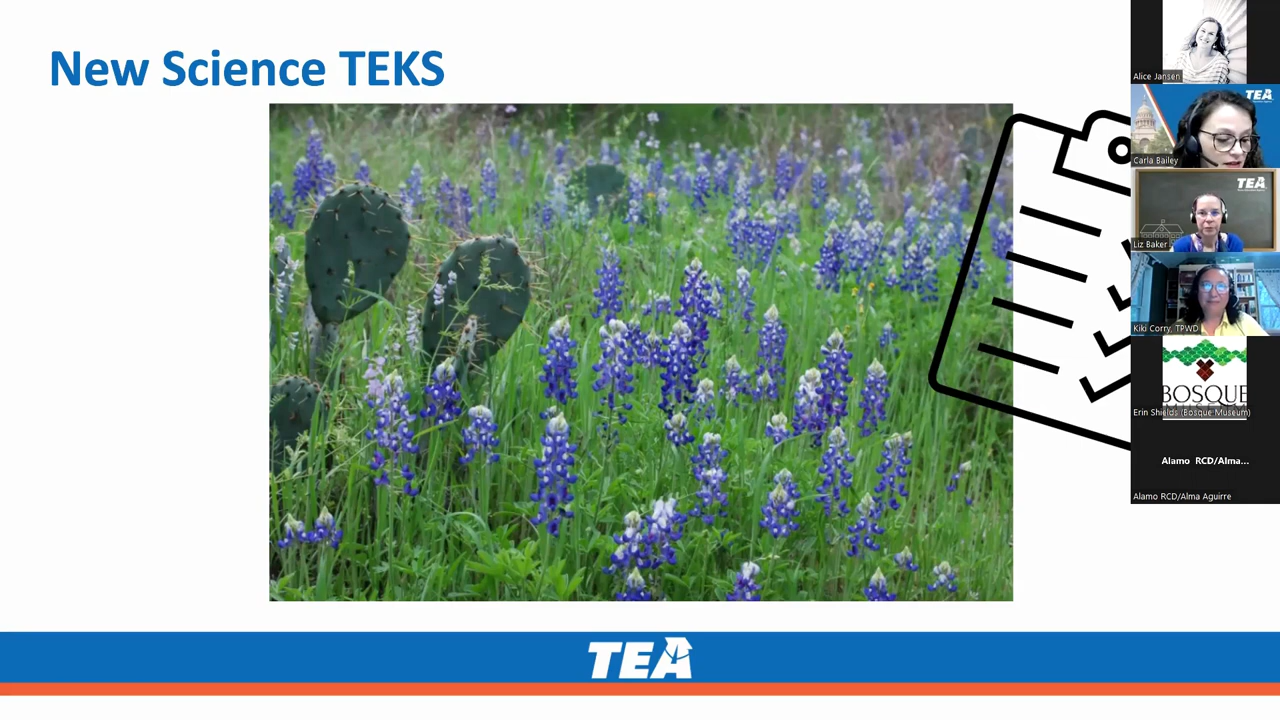 New Science TEKS
TEA
Alice Jansen
TEA
Carla Bailey
TEA
Liz Baker
Kiki Corry, TPWD
BOSQUE
Erin Shields (Bosque Museum)
Alamo RCD/Alma...
Alamo RCD/Alma Aguirre